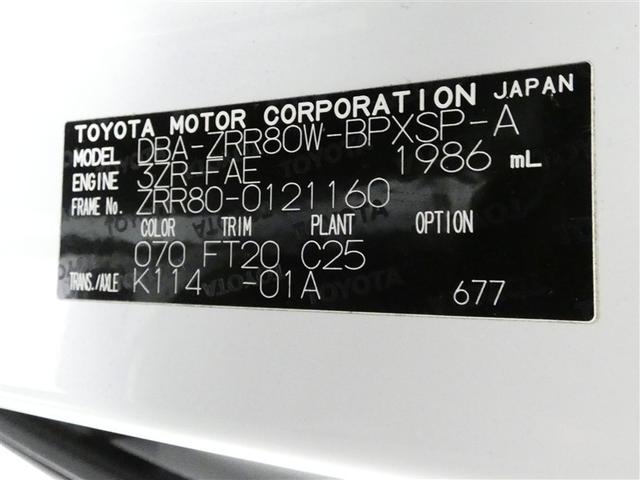 TOYOTA MOTOR CORPORATION JAPAN
MODEL DBA-ZRR80W-BPXSP-A
ENGINE 3ZR-FAE 1986 mL
FRAME No. ZRR80-0121160
COLOR TRIM PLANT OPTION
070 FT20 C25
TRANS./AXLE K114 -01A 677